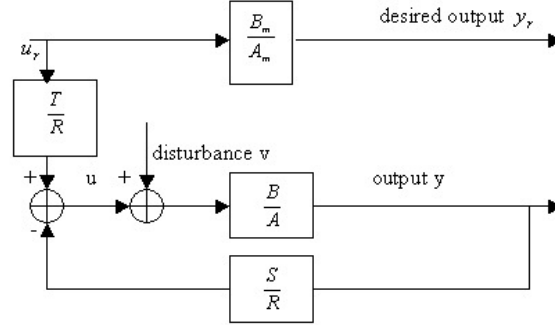 desired output y_r
B_m
A_m
u_r
T
R
disturbance v
+
u
+
output y
B
A
-
S
R